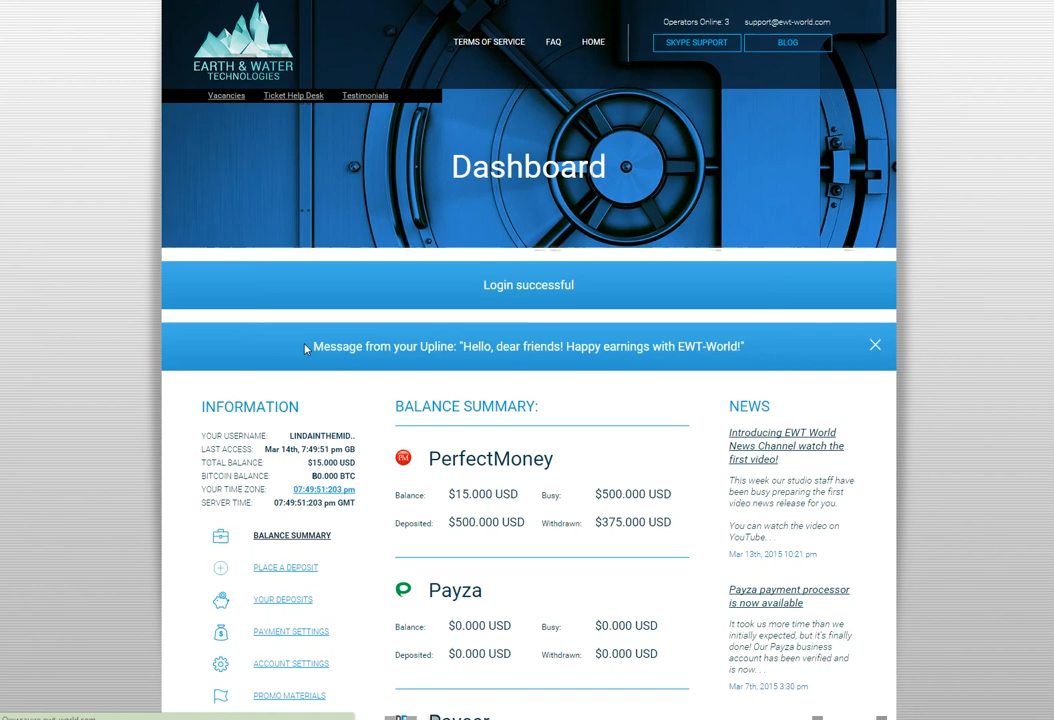 Operators Online: 3 support@ewt-world.com
TERMS OF SERVICE FAQ HOME SKYPE SUPPORT BLOG
EARTH & WATER
TECHNOLOGIES
Vacancies Ticket Help Desk Testimonials
Dashboard
Login successful
Message from your Upline: "Hello, dear friends! Happy earnings with EWT-World!"
INFORMATION
YOUR USERNAME: LINDAINTHEMID..
LAST ACCESS: Mar 14th, 7:49:51 pm GB
TOTAL BALANCE: $15.000 USD
BITCOIN BALANCE: ฿0.000 BTC
YOUR TIME ZONE: 07:49:51:203 pm
SERVER TIME: 07:49:51:203 pm GMT
BALANCE SUMMARY
PLACE A DEPOSIT
YOUR DEPOSITS
PAYMENT SETTINGS
ACCOUNT SETTINGS
PROMO MATERIALS
BALANCE SUMMARY:
PM PerfectMoney
Balance: $15.000 USD Busy: $500.000 USD
Deposited: $500.000 USD Withdrawn: $375.000 USD
Payza
Balance: $0.000 USD Busy: $0.000 USD
Deposited: $0.000 USD Withdrawn: $0.000 USD
NEWS
Introducing EWT World
News Channel watch the
first video!
This week our studio staff have
been busy preparing the first
video news release for you.
You can watch the video on
YouTube. . .
Mar 13th, 2015 10:21 pm
Payza payment processor
is now available
It took us more time than we
initially expected, but it's finally
done! Our Payza business
account has been verified and
is now. . .
Mar 7th, 2015 3:30 pm